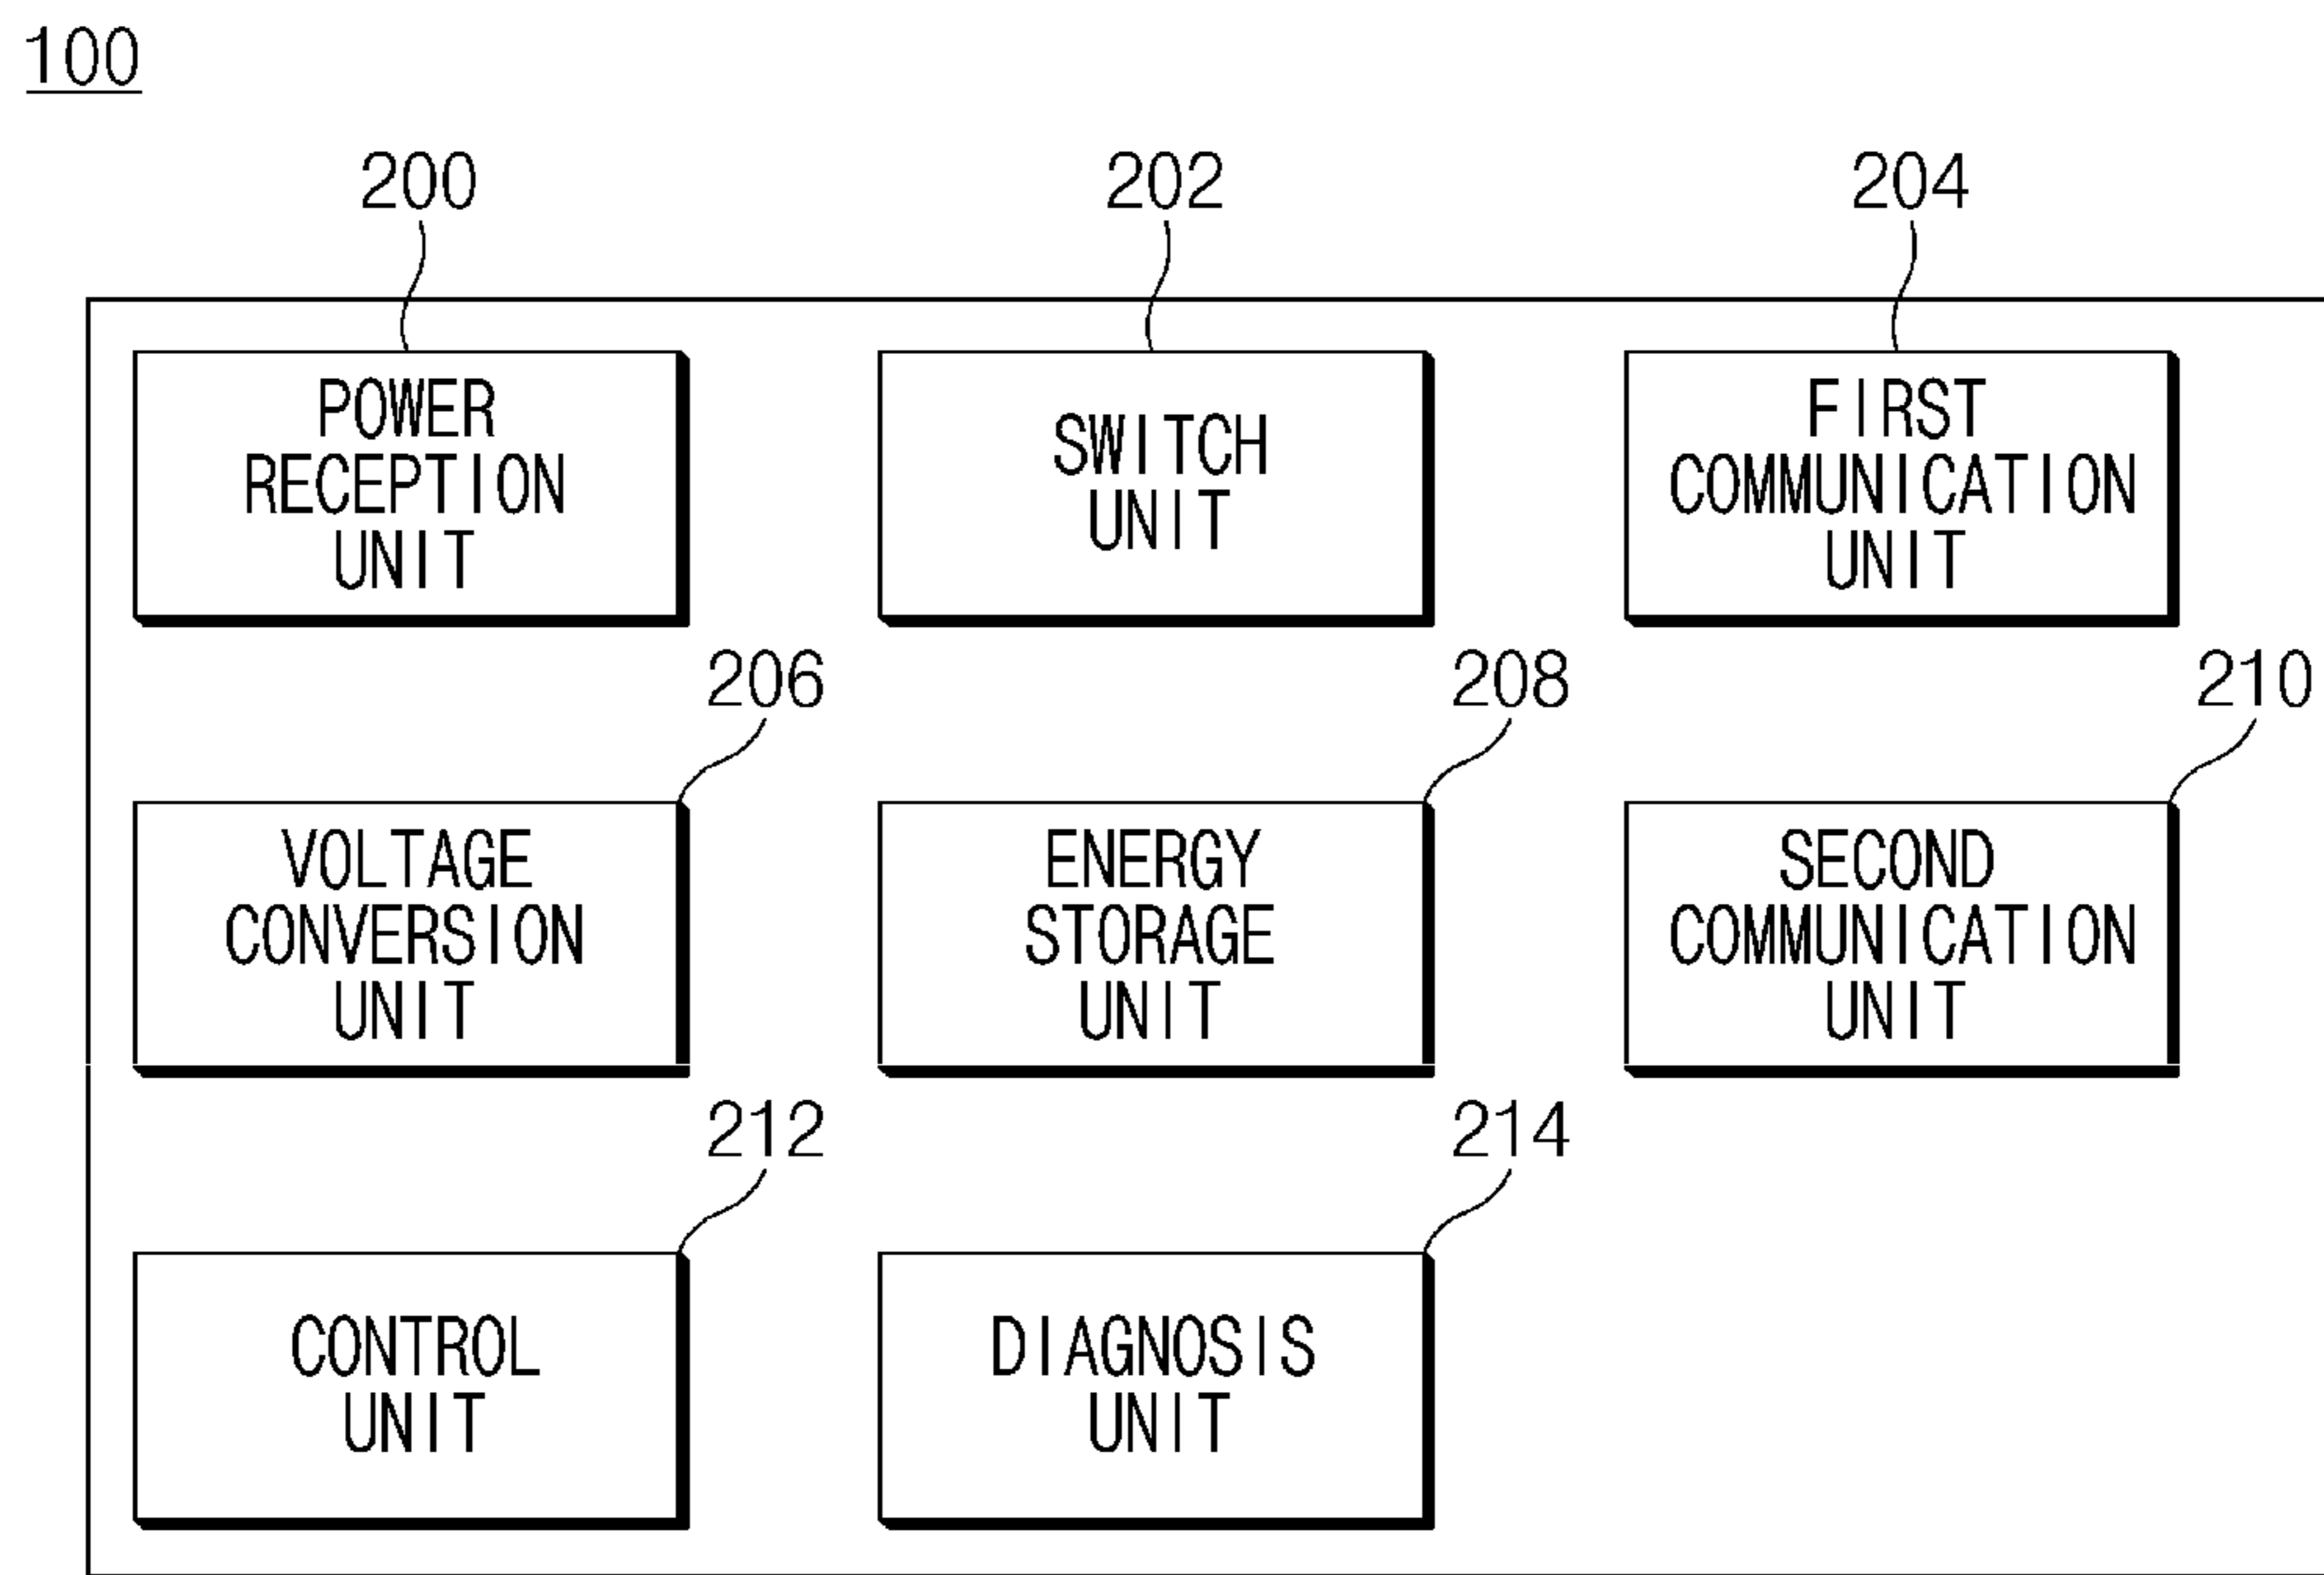 100
200
202
204
POWER
RECEPTION
UNIT
SWITCH
UNIT
FIRST
COMMUNICATION
UNIT
206
208
210
VOLTAGE
CONVERSION
UNIT
ENERGY
STORAGE
UNIT
SECOND
COMMUNICATION
UNIT
212
214
CONTROL
UNIT
DIAGNOSIS
UNIT